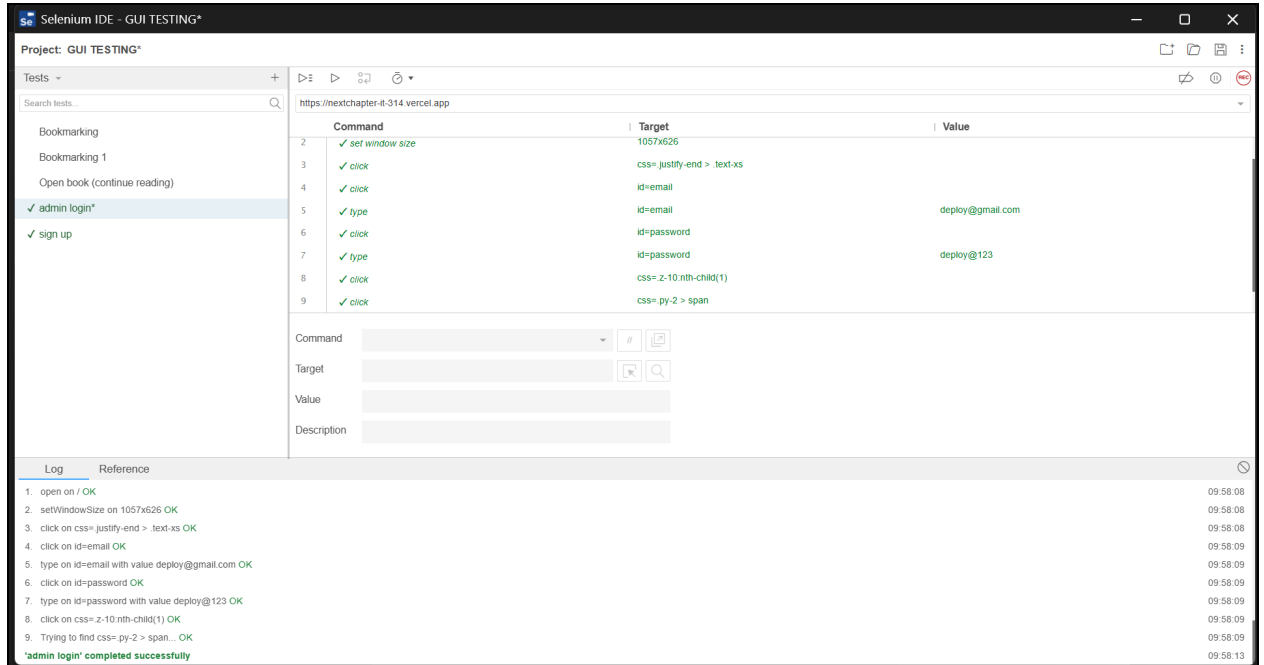 Se Selenium IDE - GUI TESTING*
Project: GUI TESTING*
Tests
Search tests...
Bookmarking
Bookmarking 1
Open book (continue reading)
✓ admin login*
✓ sign up
REC
https://nextchapter-it-314.vercel.app
Command Target Value
2 ✓ set window size 1057x626
3 ✓ click css=.justify-end > .text-xs
4 ✓ click id=email
5 ✓ type id=email deploy@gmail.com
6 ✓ click id=password
7 ✓ type id=password deploy@123
8 ✓ click css=.z-10:nth-child(1)
9 ✓ click css=.py-2 > span
Command //
Target
Value
Description
Log Reference
1. open on / OK 09:58:08
2. setWindowSize on 1057x626 OK 09:58:08
3. click on css=.justify-end > .text-xs OK 09:58:08
4. click on id=email OK 09:58:09
5. type on id=email with value deploy@gmail.com OK 09:58:09
6. click on id=password OK 09:58:09
7. type on id=password with value deploy@123 OK 09:58:09
8. click on css=.z-10:nth-child(1) OK 09:58:09
9. Trying to find css=.py-2 > span... OK 09:58:09
'admin login' completed successfully 09:58:13